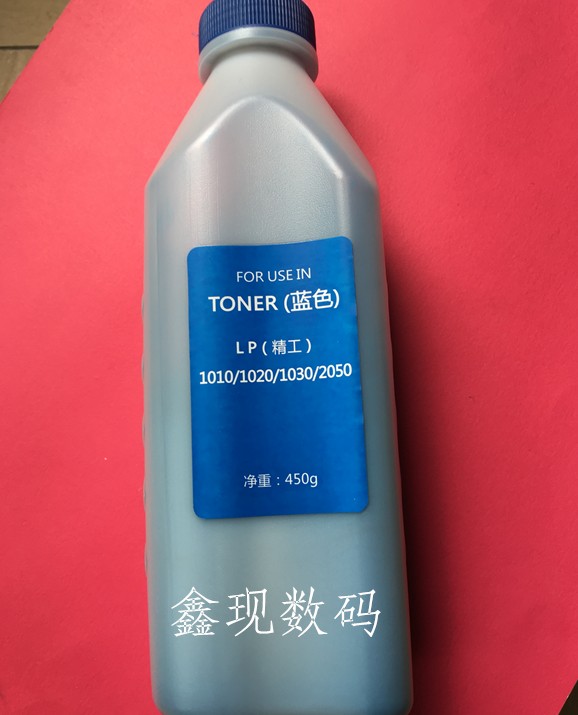 FOR USE IN
TONER (蓝色)
LP(精工)
1010/1020/1030/2050
净重：450g
鑫现数码